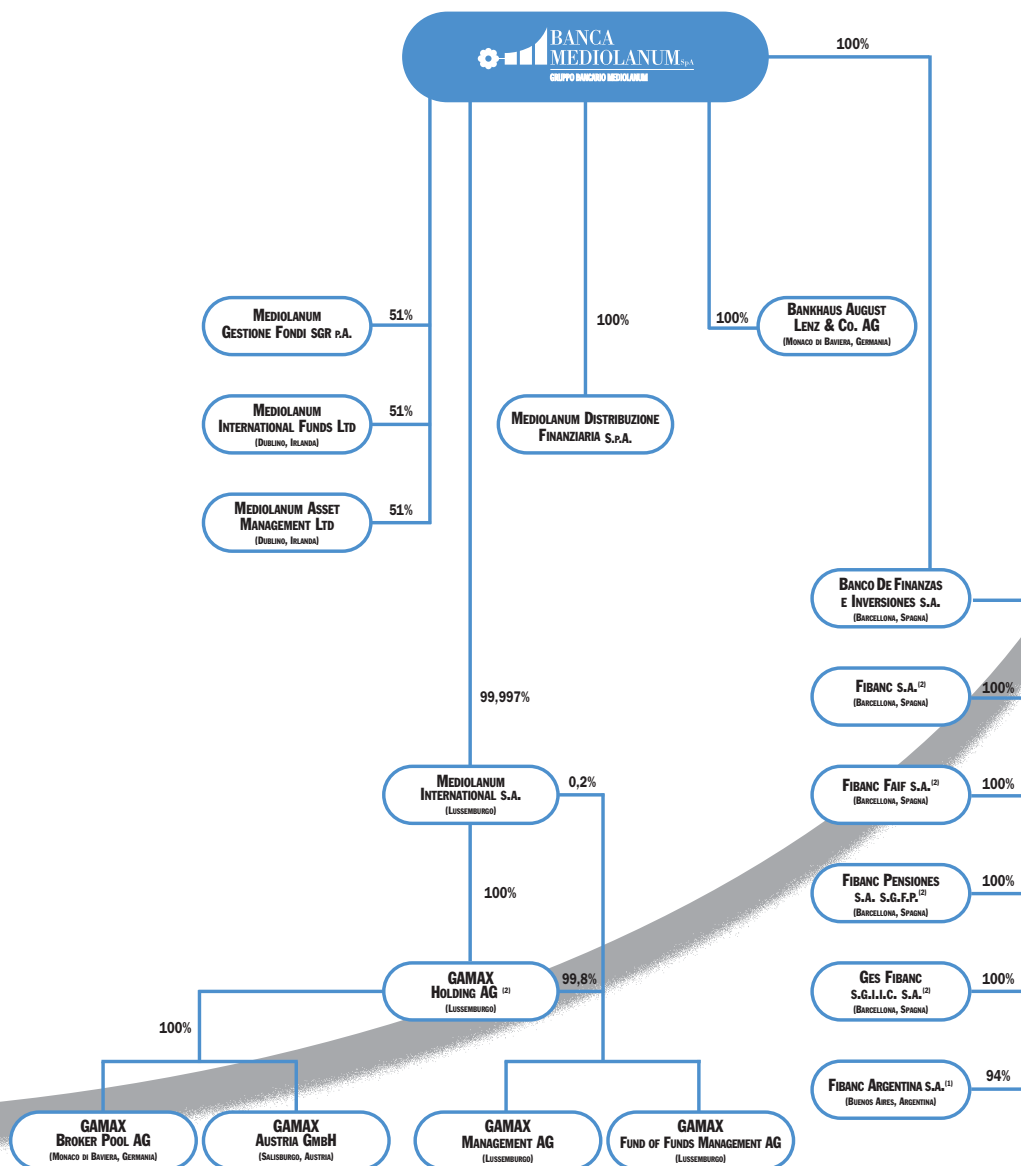 BANCA
MEDIOLANUM S.p.A
GRUPPO BANCARIO MEDIOLANUM
100%
MEDIOLANUM
GESTIONE FONDI SGR P.A.
51%
100%
100%
BANKHAUS AUGUST
LENZ & CO. AG
(MONACO DI BAVIERA, GERMANIA)
MEDIOLANUM
INTERNATIONAL FUNDS LTD
(DUBLINO, IRLANDA)
51%
MEDIOLANUM DISTRIBUZIONE
FINANZIARIA S.P.A.
MEDIOLANUM ASSET
MANAGEMENT LTD
(DUBLINO, IRLANDA)
51%
BANCO DE FINANZAS
E INVERSIONES S.A.
(BARCELLONA, SPAGNA)
99,997%
FIBANC S.A.(2)
(BARCELLONA, SPAGNA)
100%
MEDIOLANUM
INTERNATIONAL S.A.
(LUSSEMBURGO)
0,2%
FIBANC FAIF S.A.(2)
(BARCELLONA, SPAGNA)
100%
100%
FIBANC PENSIONES
S.A. S.G.F.P.(2)
(BARCELLONA, SPAGNA)
100%
GAMAX
HOLDING AG (2)
(LUSSEMBURGO)
99,8%
GES FIBANC
S.G.I.I.C. S.A.(2)
(BARCELLONA, SPAGNA)
100%
100%
FIBANC ARGENTINA S.A.(1)
(BUENOS AIRES, ARGENTINA)
94%
GAMAX
BROKER POOL AG
(MONACO DI BAVIERA, GERMANIA)
GAMAX
AUSTRIA GMBH
(SALISBURGO, AUSTRIA)
GAMAX
MANAGEMENT AG
(LUSSEMBURGO)
GAMAX
FUND OF FUNDS MANAGEMENT AG
(LUSSEMBURGO)